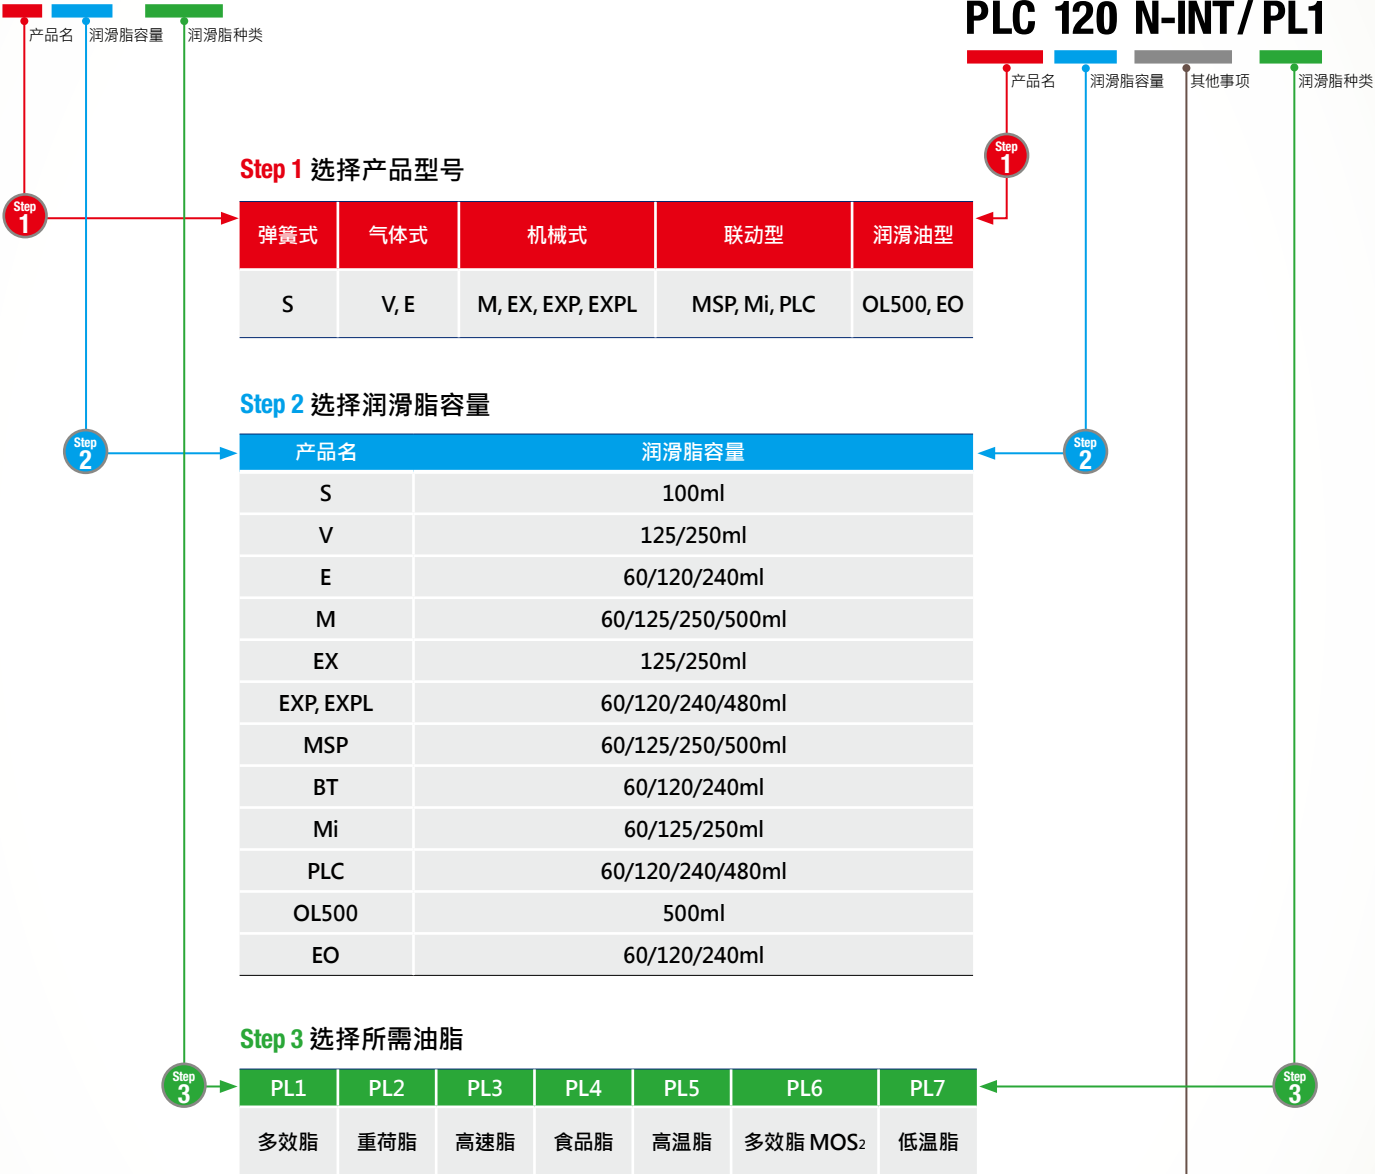 PLC 120 N-INT / PL1
产品名 润滑脂容量 润滑脂种类
产品名 润滑脂容量 其他事项 润滑脂种类
Step 1
Step 1 选择产品型号
Step 1
弹簧式 气体式 机械式 联动型 润滑油型
S V, E M, EX, EXP, EXPL MSP, Mi, PLC OL500, EO
Step 2 选择润滑脂容量
Step 2
Step 2
产品名 润滑脂容量
S 100ml
V 125/250ml
E 60/120/240ml
M 60/125/250/500ml
EX 125/250ml
EXP, EXPL 60/120/240/480ml
MSP 60/125/250/500ml
BT 60/120/240ml
Mi 60/125/250ml
PLC 60/120/240/480ml
OL500 500ml
EO 60/120/240ml
Step 3 选择所需油脂
Step 3
Step 3
PL1 PL2 PL3 PL4 PL5 PL6 PL7
多效脂 重荷脂 高速脂 食品脂 高温脂 多效脂 MOS2 低温脂